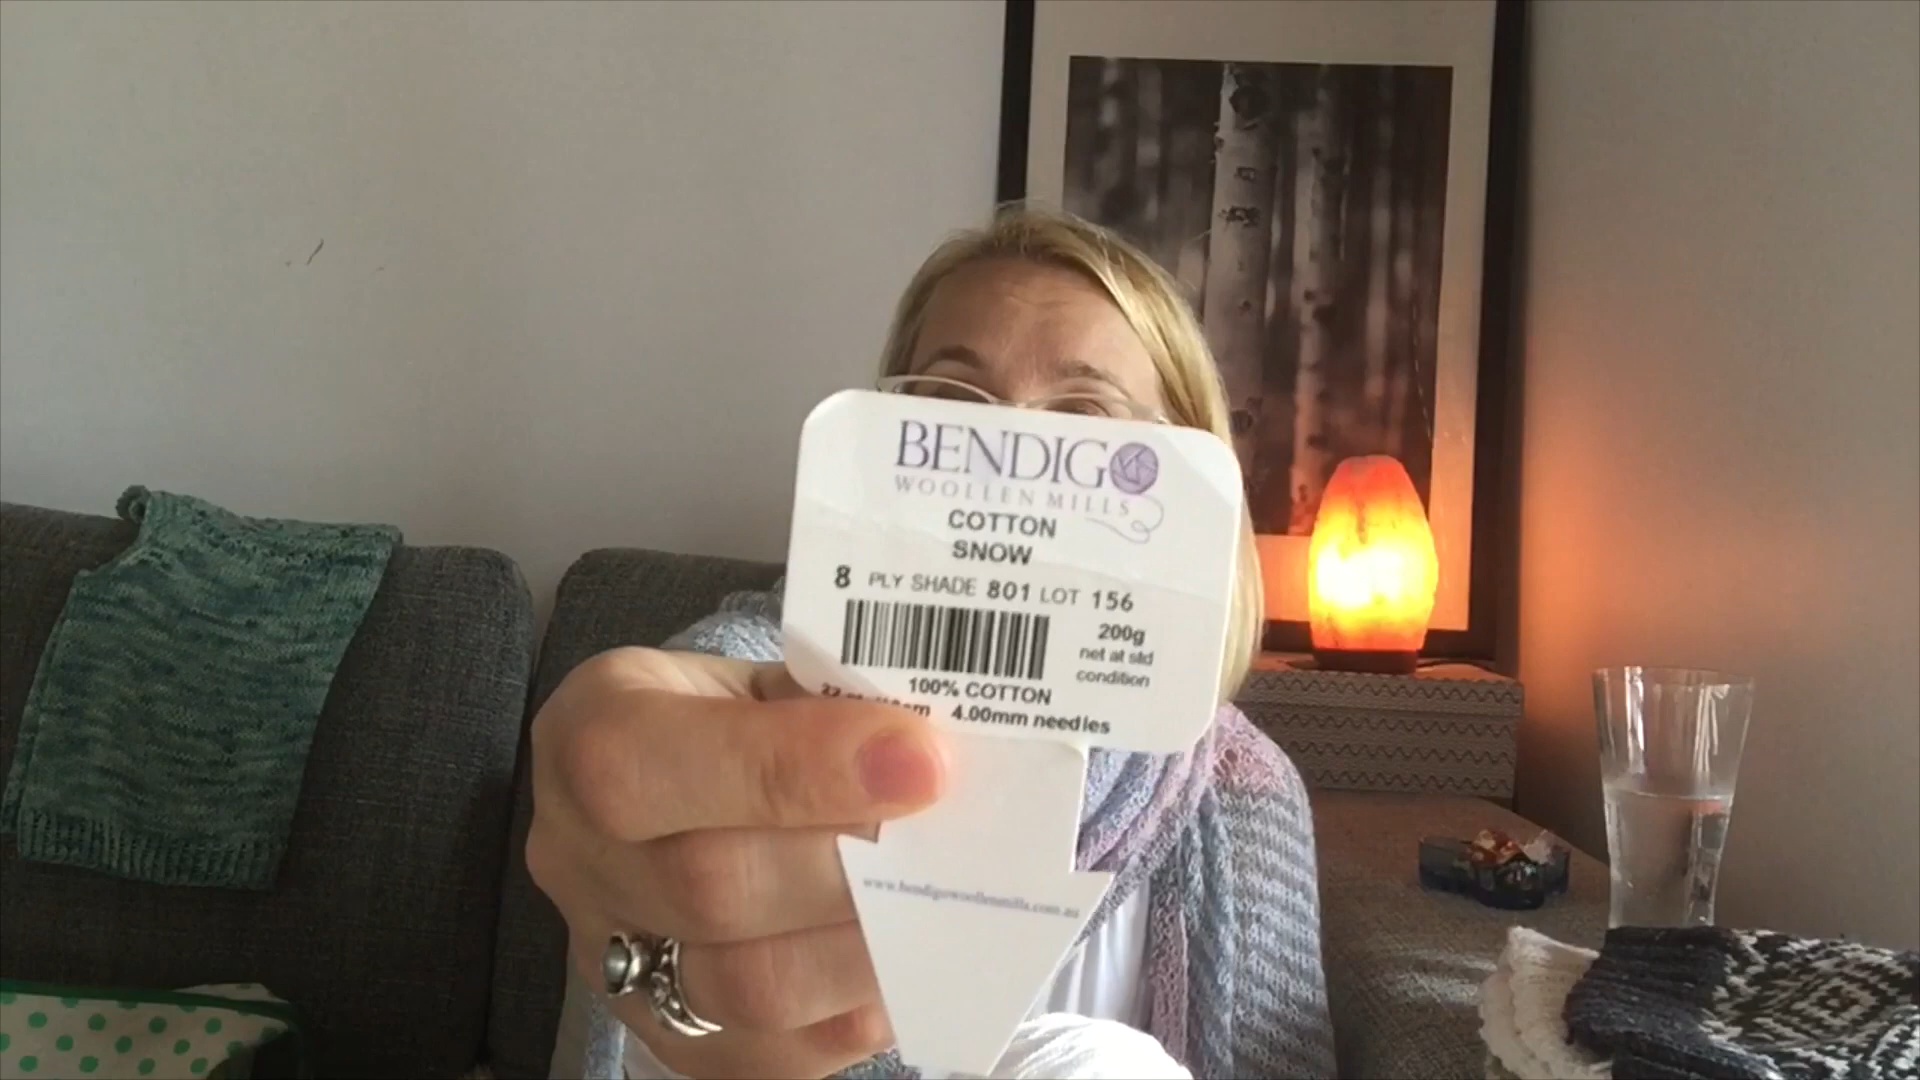 BENDIGO
WOOLLEN MILLS
COTTON
SNOW
8 PLY SHADE 801 LOT 156
200g
net at std
condition
100% COTTON
4.00mm needles
www.bendigowoollenmills.com.au